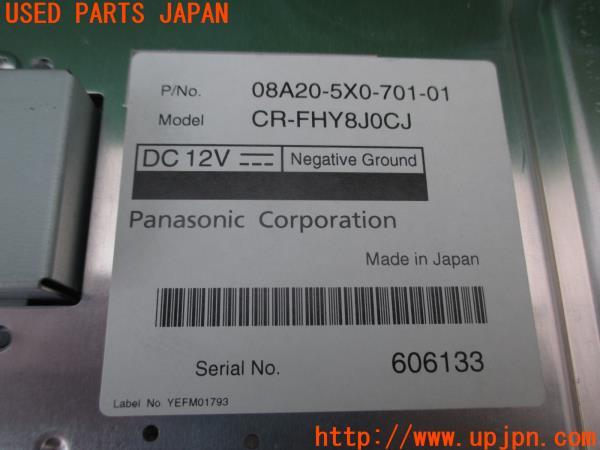 USED PARTS JAPAN
P/No. 08A20-5X0-701-01
Model CR-FHY8J0CJ
DC 12V Negative Ground
Panasonic Corporation
Made in Japan
Serial No. 606133
Label No. YEFM01793
UPJ
http://www.upjpn.com